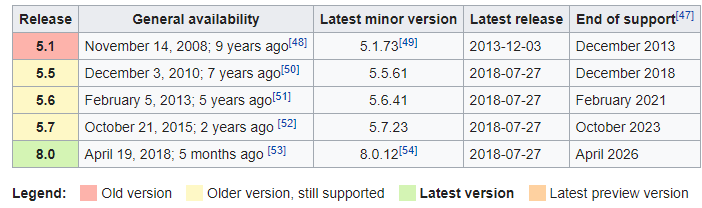 Release General availability Latest minor version Latest release End of support[47]
5.1 November 14, 2008; 9 years ago[48] 5.1.73[49] 2013-12-03 December 2013
5.5 December 3, 2010; 7 years ago[50] 5.5.61 2018-07-27 December 2018
5.6 February 5, 2013; 5 years ago[51] 5.6.41 2018-07-27 February 2021
5.7 October 21, 2015; 2 years ago [52] 5.7.23 2018-07-27 October 2023
8.0 April 19, 2018; 5 months ago [53] 8.0.12[54] 2018-07-27 April 2026
Legend: Old version Older version, still supported Latest version Latest preview version